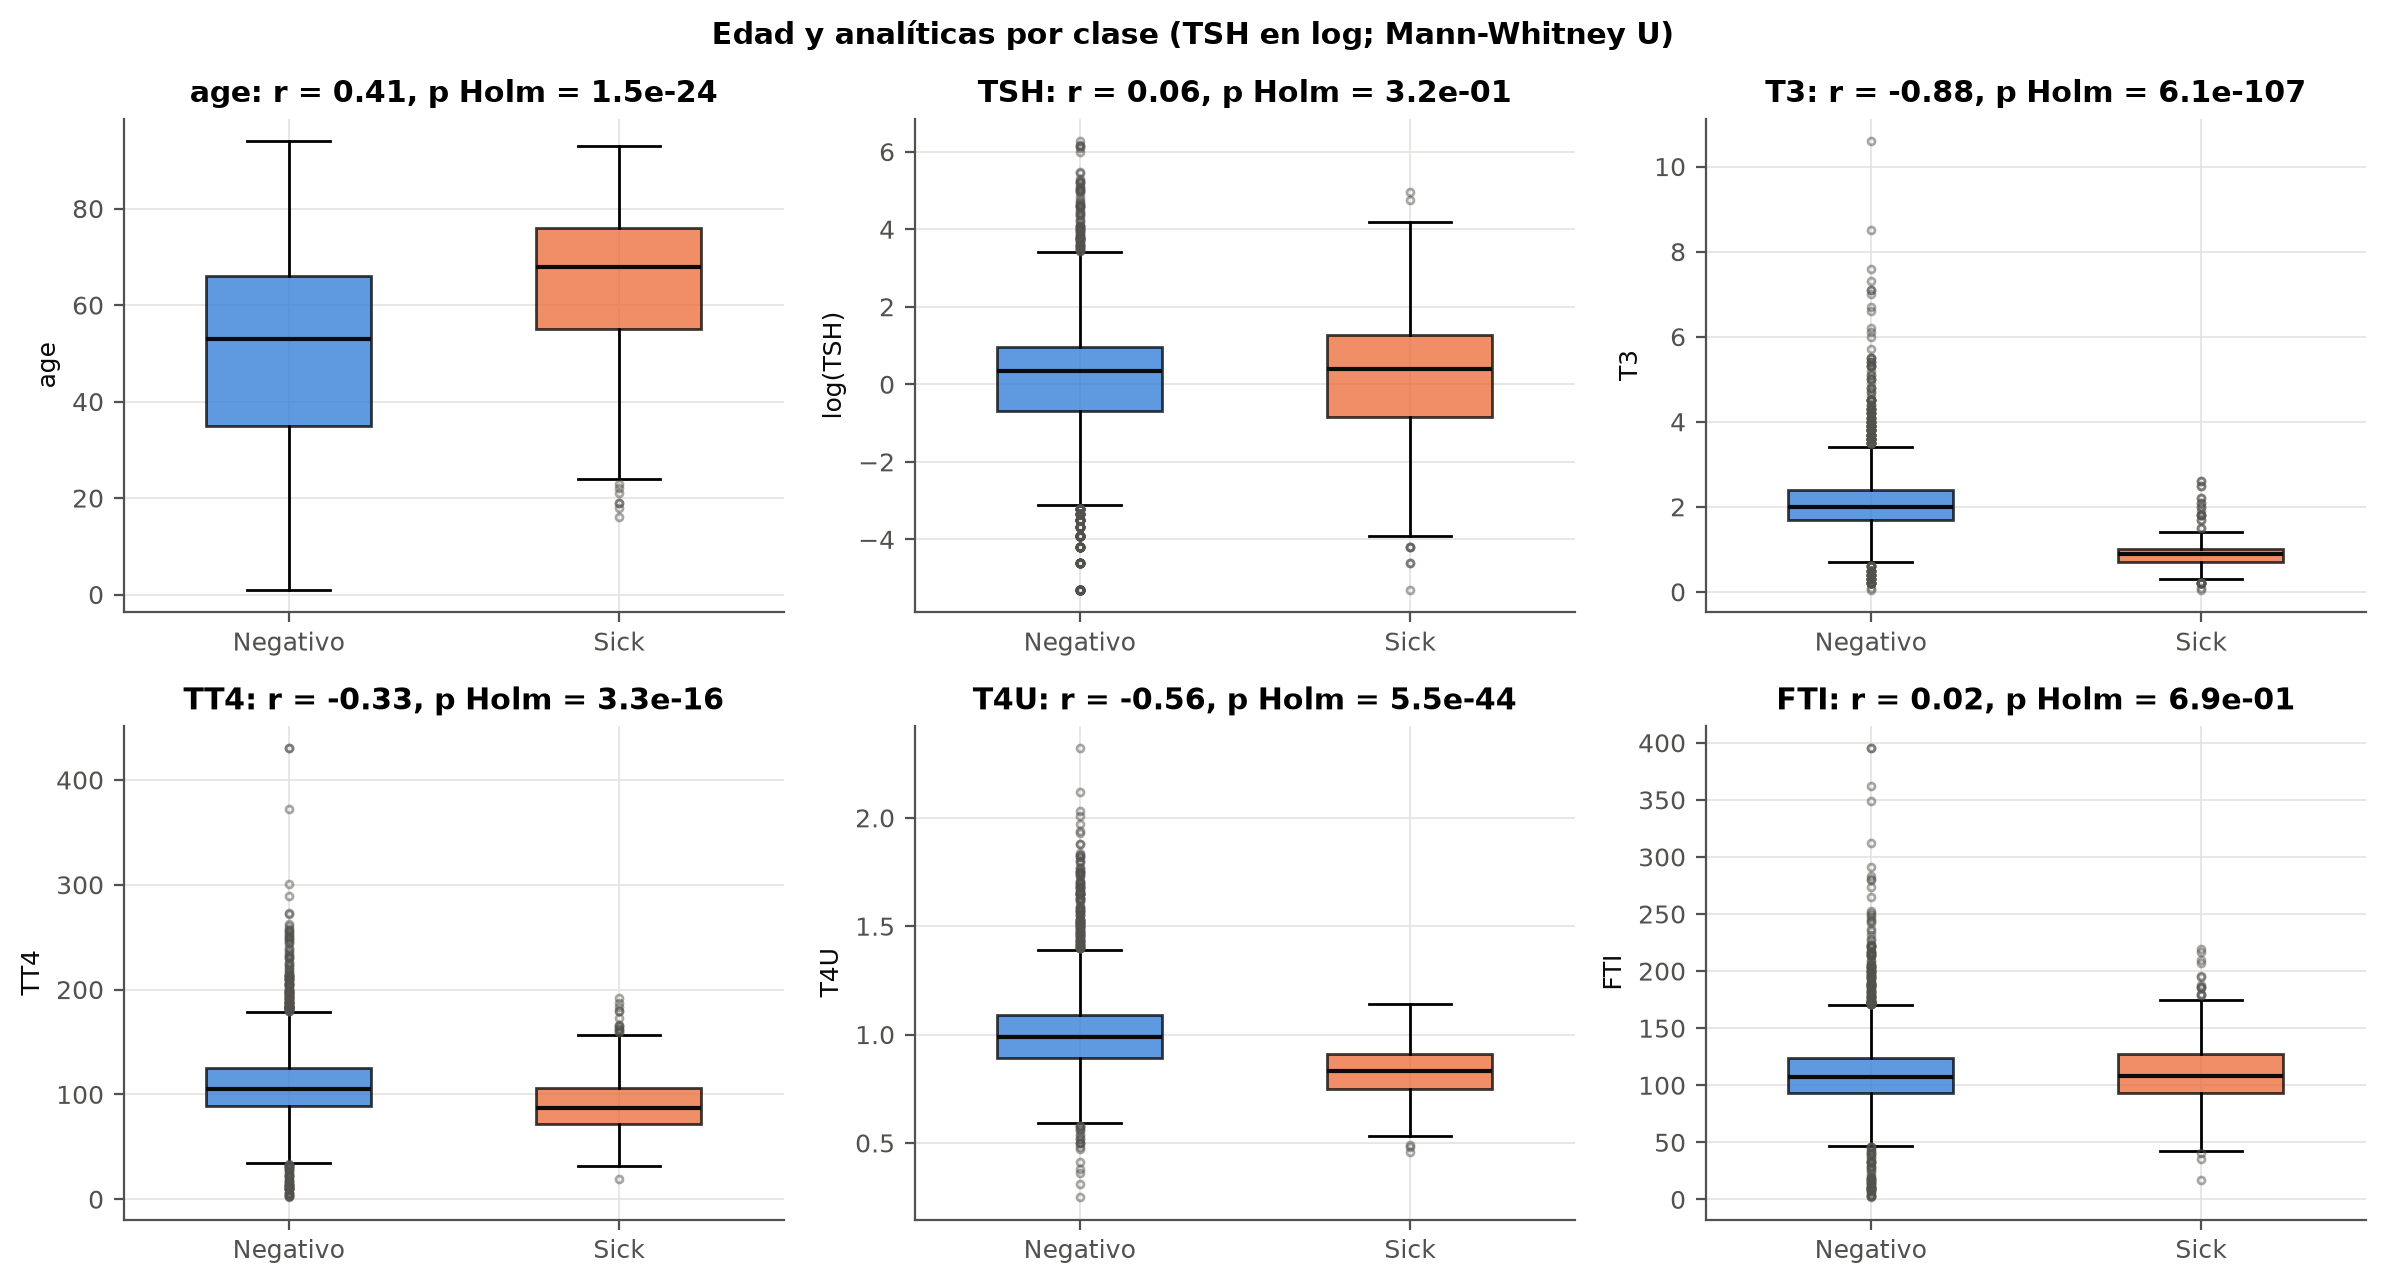 Edad y analíticas por clase (TSH en log; Mann-Whitney U)
age: r = 0.41, p Holm = 1.5e-24
age
80
60
40
20
0
Negativo
Sick
TSH: r = 0.06, p Holm = 3.2e-01
log(TSH)
6
4
2
0
−2
−4
Negativo
Sick
T3: r = -0.88, p Holm = 6.1e-107
T3
10
8
6
4
2
0
Negativo
Sick
TT4: r = -0.33, p Holm = 3.3e-16
TT4
400
300
200
100
0
Negativo
Sick
T4U: r = -0.56, p Holm = 5.5e-44
T4U
2.0
1.5
1.0
0.5
Negativo
Sick
FTI: r = 0.02, p Holm = 6.9e-01
FTI
400
350
300
250
200
150
100
50
0
Negativo
Sick